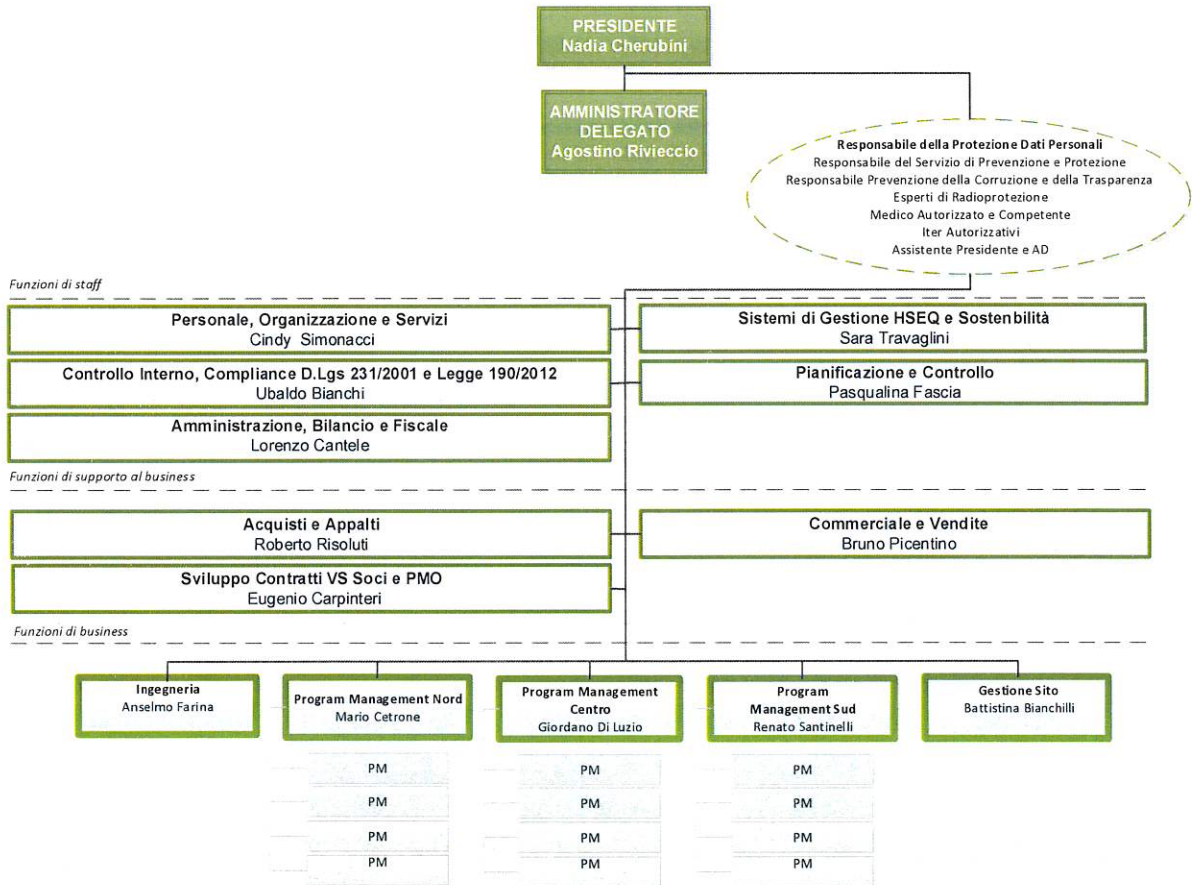 PRESIDENTE
Nadia Cherubini
AMMINISTRATORE
DELEGATO
Agostino Rivieccio
Responsabile della Protezione Dati Personali
Responsabile del Servizio di Prevenzione e Protezione
Responsabile Prevenzione della Corruzione e della Trasparenza
Esperti di Radioprotezione
Medico Autorizzato e Competente
Iter Autorizzativi
Assistente Presidente e AD
Funzioni di staff
Personale, Organizzazione e Servizi
Cindy Simonacci
Sistemi di Gestione HSEQ e Sostenbilità
Sara Travaglini
Controllo Interno, Compliance D.Lgs 231/2001 e Legge 190/2012
Ubaldo Bianchi
Pianificazione e Controllo
Pasqualina Fascia
Amministrazione, Bilancio e Fiscale
Lorenzo Cantele
Funzioni di supporto al business
Acquisti e Appalti
Roberto Risoluti
Commerciale e Vendite
Bruno Picentino
Sviluppo Contratti VS Soci e PMO
Eugenio Carpinteri
Funzioni di business
Ingegneria
Anselmo Farina
Program Management Nord
Mario Cetrone
Program Management
Centro
Giordano Di Luzio
Program
Management Sud
Renato Santinelli
Gestione Sito
Battistina Bianchilli
PM
PM
PM
PM
PM
PM
PM
PM
PM
PM
PM
PM